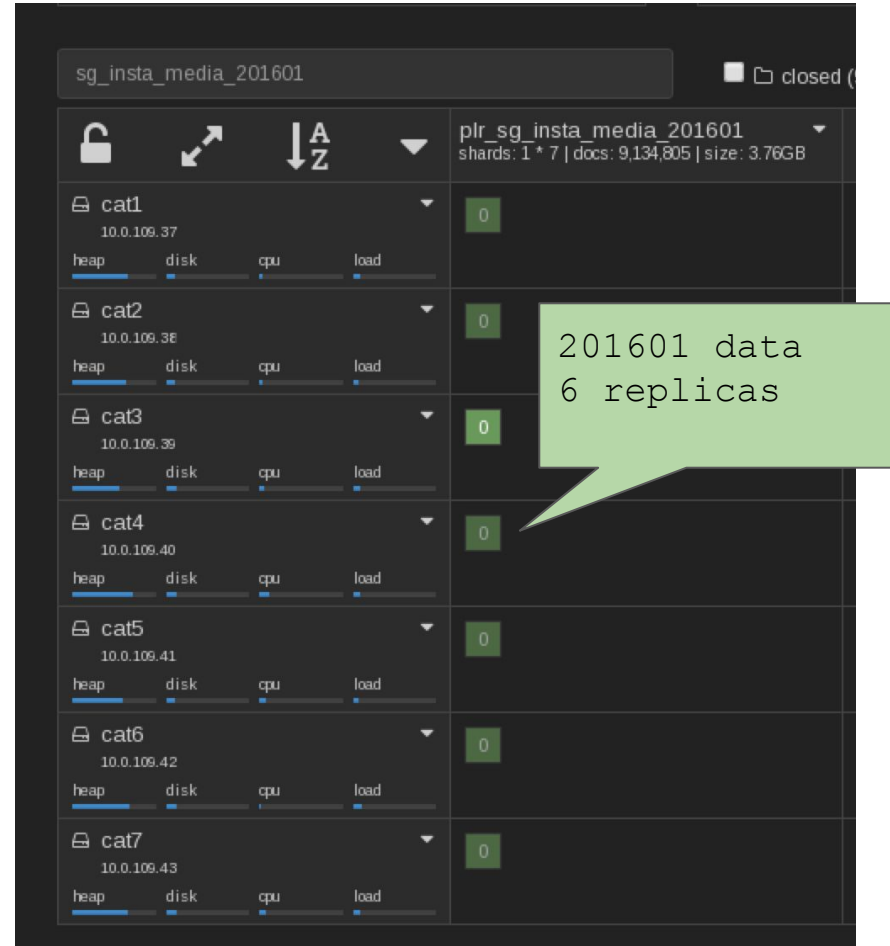 sg_insta_media_201601
closed (
A
Z
plr_sg_insta_media_201601
shards: 1 * 7 | docs: 9,134,805 | size: 3.76GB
cat1
10.0.109.37
heap disk cpu load
0
cat2
10.0.109.38
heap disk cpu load
0
201601 data
6 replicas
cat3
10.0.109.39
heap disk cpu load
0
cat4
10.0.109.40
heap disk cpu load
0
cat5
10.0.109.41
heap disk cpu load
0
cat6
10.0.109.42
heap disk cpu load
0
cat7
10.0.109.43
heap disk cpu load
0